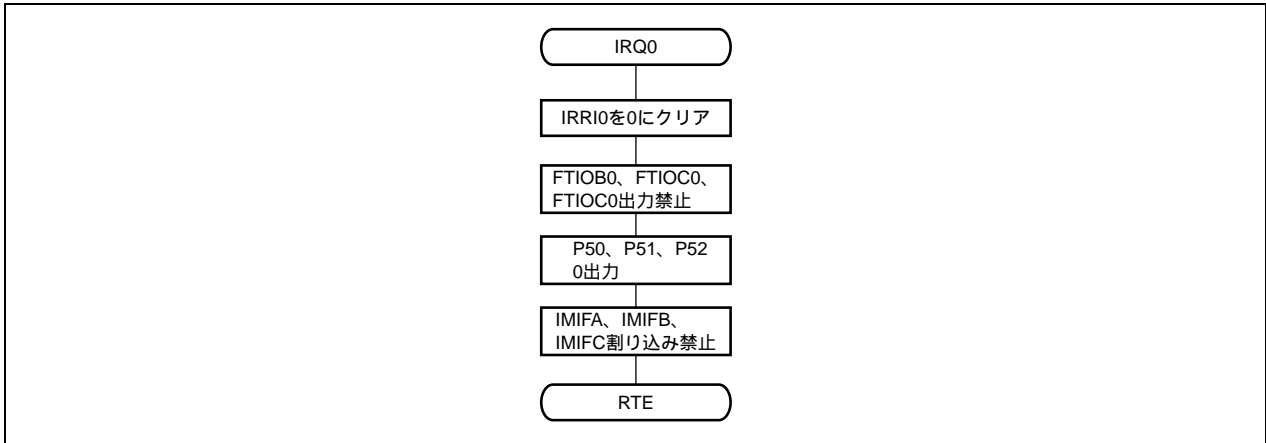 IRQ0
IRRI0を0にクリア
FTIOB0、FTIOC0、
FTIOC0出力禁止
P50、P51、P52
0出力
IMIFA、IMIFB、
IMIFC割り込み禁止
RTE